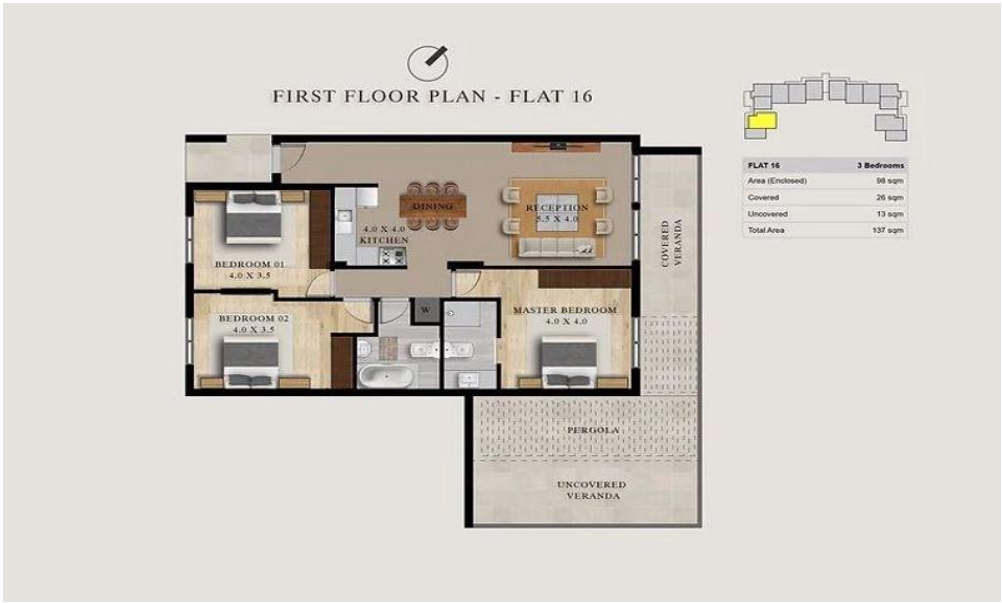 FIRST FLOOR PLAN - FLAT 16
FLAT 16 3 Bedrooms
Area (Enclosed) 98 sqm
Covered 26 sqm
Uncovered 13 sqm
Total Area 137 sqm
DINING
RECEPTION
5.5 X 4.0
4.0 X 4.0
KITCHEN
COVERED
VERANDA
BEDROOM 01
4.0 X 3.5
BEDROOM 02
4.0 X 3.5
W
MASTER BEDROOM
4.0 X 4.0
PERGOLA
UNCOVERED
VERANDA